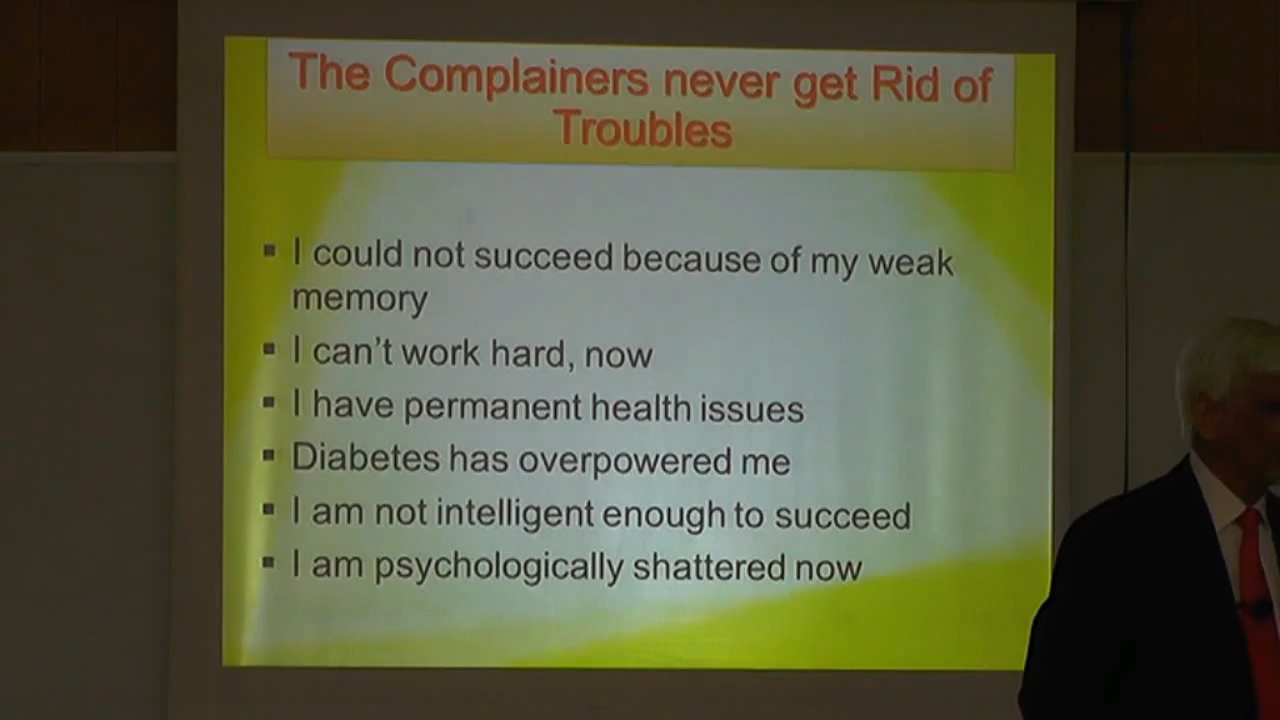 The Complainers never get Rid of
Troubles
▪ I could not succeed because of my weak
memory
▪ I can't work hard, now
▪ I have permanent health issues
▪ Diabetes has overpowered me
▪ I am not intelligent enough to succeed
▪ I am psychologically shattered now